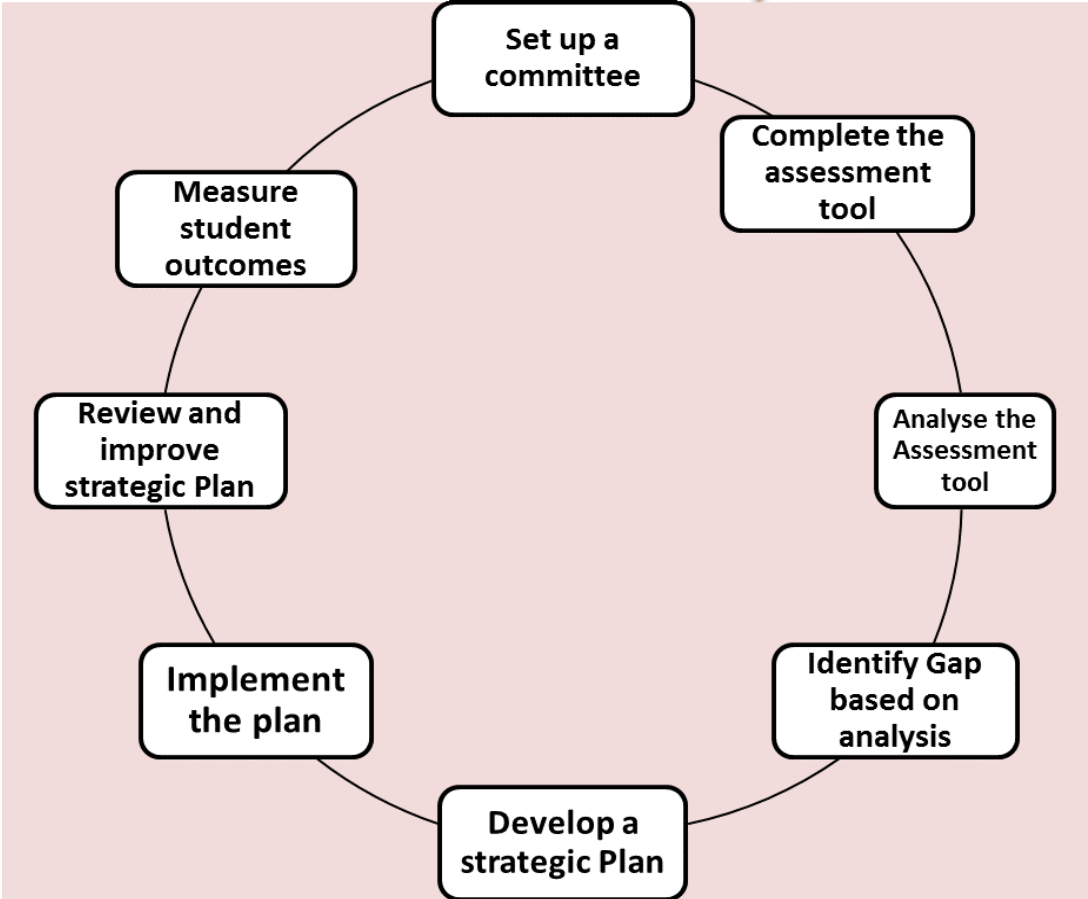 Set up a
committee
Complete the
assessment
tool
Analyse the
Assessment
tool
Identify Gap
based on
analysis
Develop a
strategic Plan
Implement
the plan
Review and
improve
strategic Plan
Measure
student
outcomes